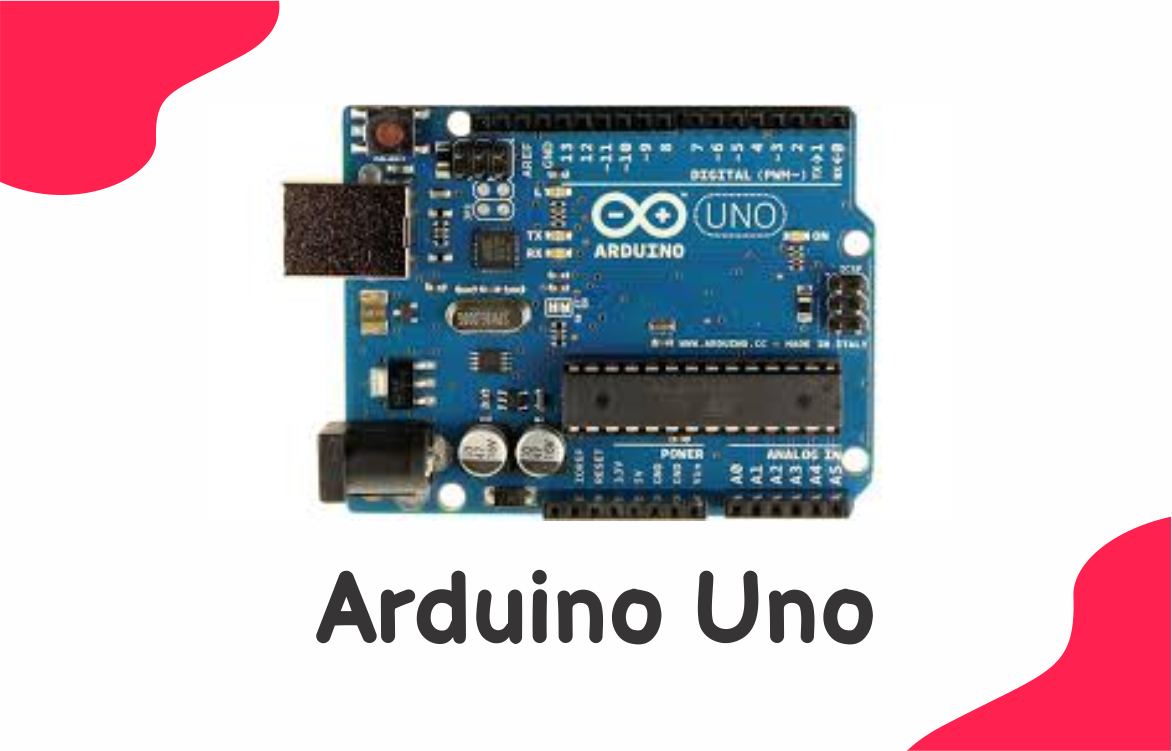 AREF
GND
13
12
~11
~10
~9
8
7
~6
~5
4
~3
2
TX→1
RX←0
DIGITAL (PWM~)
L
TX
RX
UNO
ARDUINO
ON
ICSP
WWW.ARDUINO.CC - MADE IN ITALY
POWER
ANALOG IN
IOREF
RESET
3.3V
5V
GND
GND
Vin
A0
A1
A2
A3
A4
A5
Arduino Uno